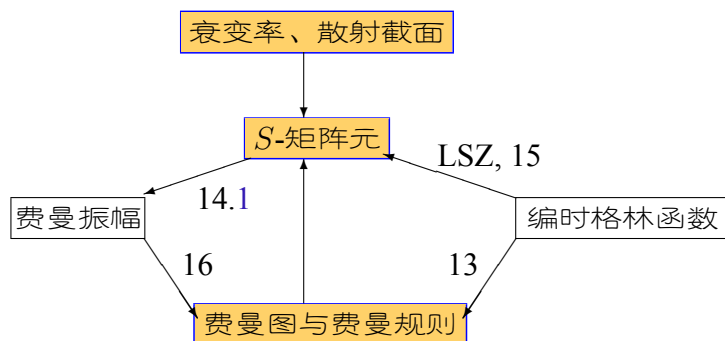 衰变率、散射截面
S-矩阵元
LSZ, 15
14.1
费曼振幅
编时格林函数
16
13
费曼图与费曼规则